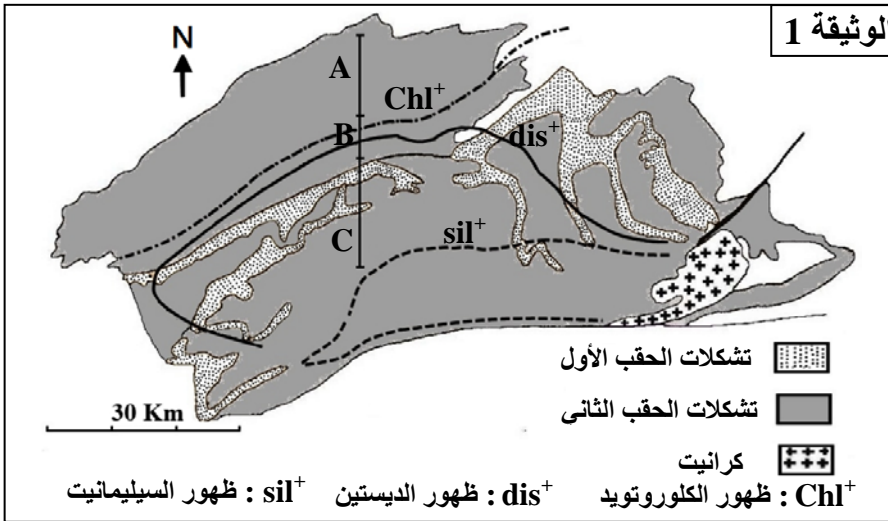 الوثيقة 1
N
A
Chl⁺
B
dis⁺
C
sil⁺
30 Km
تشكلات الحقب الأول
تشكلات الحقب الثانى
كرانيت
Chl⁺ : ظهور الكلوروتويد dis⁺ : ظهور الديستين sil⁺ : ظهور السيليمانيت